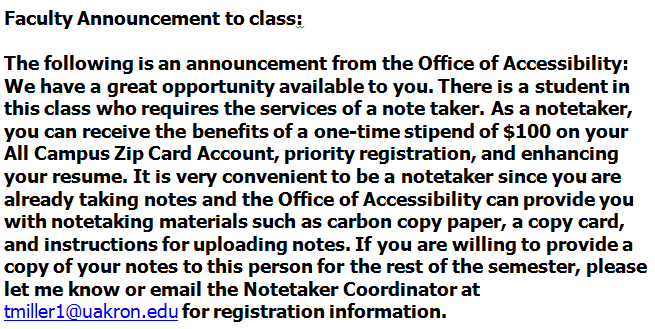 Faculty Announcement to class:
The following is an announcement from the Office of Accessibility:
We have a great opportunity available to you. There is a student in
this class who requires the services of a note taker. As a notetaker,
you can receive the benefits of a one-time stipend of $100 on your
All Campus Zip Card Account, priority registration, and enhancing
your resume. It is very convenient to be a notetaker since you are
already taking notes and the Office of Accessibility can provide you
with notetaking materials such as carbon copy paper, a copy card,
and instructions for uploading notes. If you are willing to provide a
copy of your notes to this person for the rest of the semester, please
let me know or email the Notetaker Coordinator at
tmiller1@uakron.edu for registration information.